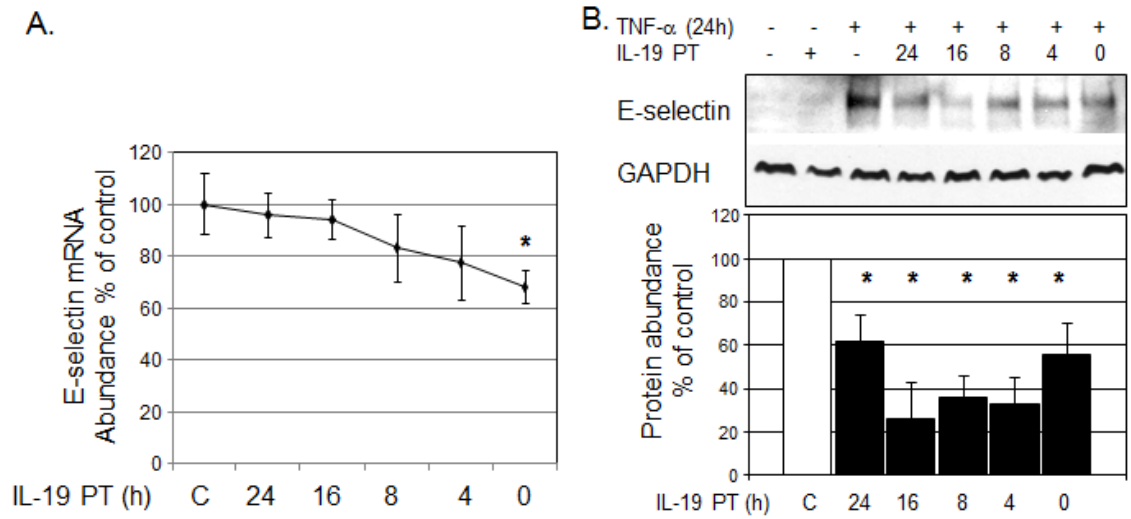 A.
E-selectin mRNA
Abundance % of control
120
100
80
60
40
20
0
*
IL-19 PT (h) C 24 16 8 4 0
B.
TNF-α (24h) - - + + + + + +
IL-19 PT - + - 24 16 8 4 0
E-selectin
GAPDH
Protein abundance
% of control
120
100
80
60
40
20
0
* * * * *
IL-19 PT(h) C 24 16 8 4 0